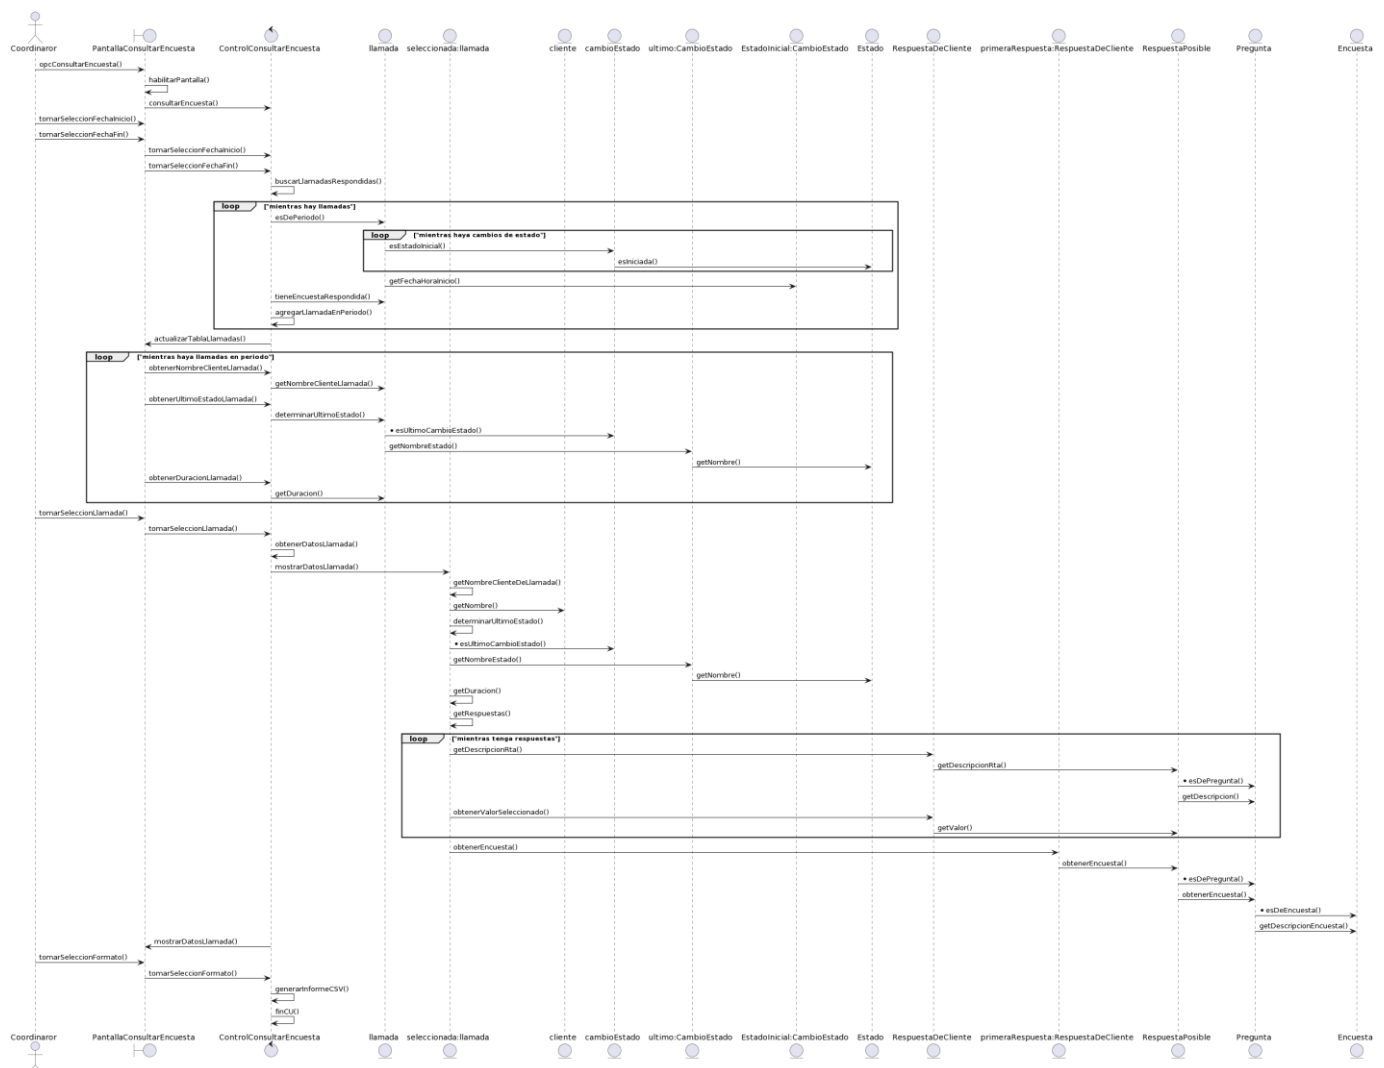 Coordinaror PantallaConsultarEncuesta ControlConsultarEncuesta llamada seleccionada:llamada cliente cambioEstado ultimo:CambioEstado EstadoInicial:CambioEstado Estado RespuestaDeCliente primeraRespuesta:RespuestaDeCliente RespuestaPosible Pregunta Encuesta
opcConsultarEncuesta()
habilitarPantalla()
consultarEncuesta()
tomarSeleccionFechaInicio()
tomarSeleccionFechaFin()
tomarSeleccionFechaInicio()
tomarSeleccionFechaFin()
buscarLlamadasRespondidas()
loop ["mientras hay llamadas"]
esDePeriodo()
loop ["mientras haya cambios de estado"]
esEstadoInicial()
esIniciada()
getFechaHoraInicio()
tieneEncuestaRespondida()
agregarLlamadaEnPeriodo()
actualizarTablaLlamadas()
loop ["mientras haya llamadas en período"]
obtenerNombreClienteLlamada()
getNombreClienteLlamada()
obtenerUltimoEstadoLlamada()
determinarUltimoEstado()
* esUltimoCambioEstado()
getNombreEstado()
getNombre()
obtenerDuracionLlamada()
getDuracion()
tomarSeleccionLlamada()
tomarSeleccionLlamada()
obtenerDatosLlamada()
mostrarDatosLlamada()
getNombreClienteDeLlamada()
getNombre()
determinarUltimoEstado()
* esUltimoCambioEstado()
getNombreEstado()
getNombre()
getDuracion()
getRespuestas()
loop ["mientras tenga respuestas"]
getDescripcionRta()
getDescripcionRta()
* esDePregunta()
getDescripcion()
obtenerValorSeleccionado()
getValor()
obtenerEncuesta()
obtenerEncuesta()
* esDePregunta()
obtenerEncuesta()
* esDeEncuesta()
getDescripcionEncuesta()
mostrarDatosLlamada()
tomarSeleccionFormato()
tomarSeleccionFormato()
generarInformeCSV()
finCU()
Coordinaror PantallaConsultarEncuesta ControlConsultarEncuesta llamada seleccionada:llamada cliente cambioEstado ultimo:CambioEstado EstadoInicial:CambioEstado Estado RespuestaDeCliente primeraRespuesta:RespuestaDeCliente RespuestaPosible Pregunta Encuesta